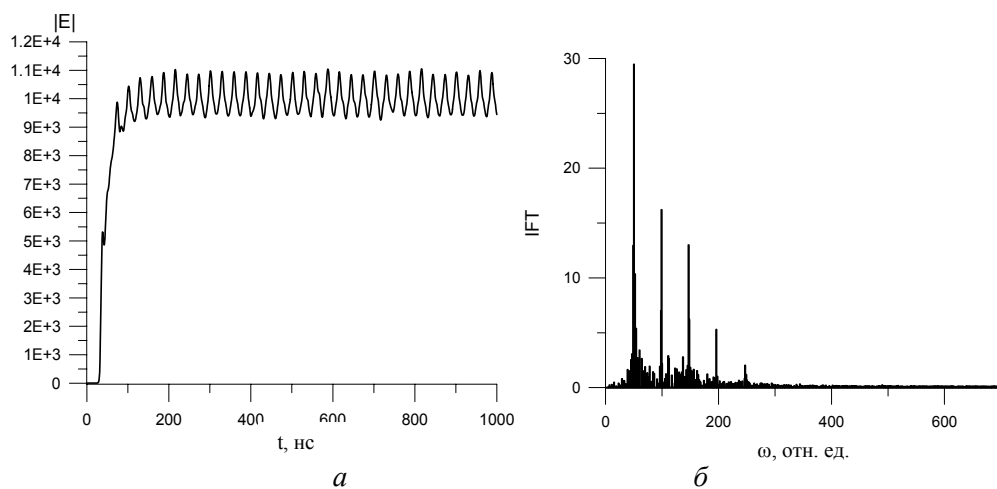 |E|
1.2E+4
1.1E+4
1E+4
9E+3
8E+3
7E+3
6E+3
5E+3
4E+3
3E+3
2E+3
1E+3
0
0 200 400 600 800 1000
t, нс
а
IFT
30
20
10
0
0 200 400 600
ω, отн. ед.
б